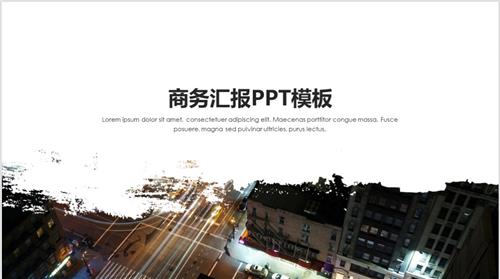 商务汇报PPT模板
Lorem ipsum dolor sit amet, consectetuer adipiscing elit. Maecenas porttitor congue massa. Fusce
posuere, magna sed pulvinar ultricies, purus lectus.